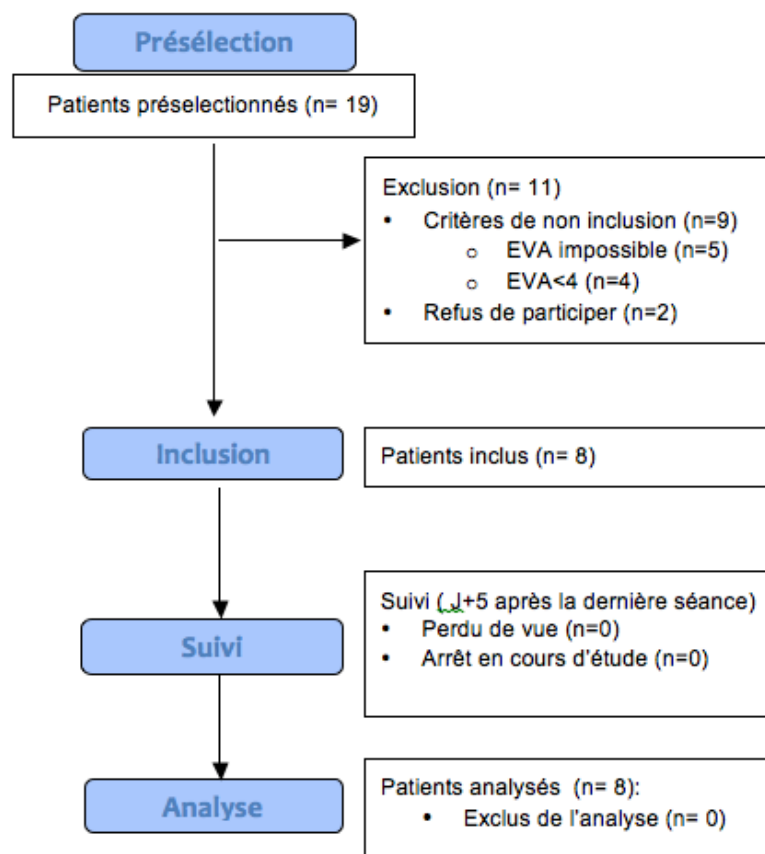 Présélection
Patients préselectionnés (n= 19)
Exclusion (n= 11)
• Critères de non inclusion (n=9)
o EVA impossible (n=5)
o EVA<4 (n=4)
• Refus de participer (n=2)
Inclusion
Patients inclus (n= 8)
Suivi
Suivi ( J+5 après la dernière séance)
• Perdu de vue (n=0)
• Arrêt en cours d'étude (n=0)
Analyse
Patients analysés  (n= 8):
• Exclus de l'analyse (n= 0)